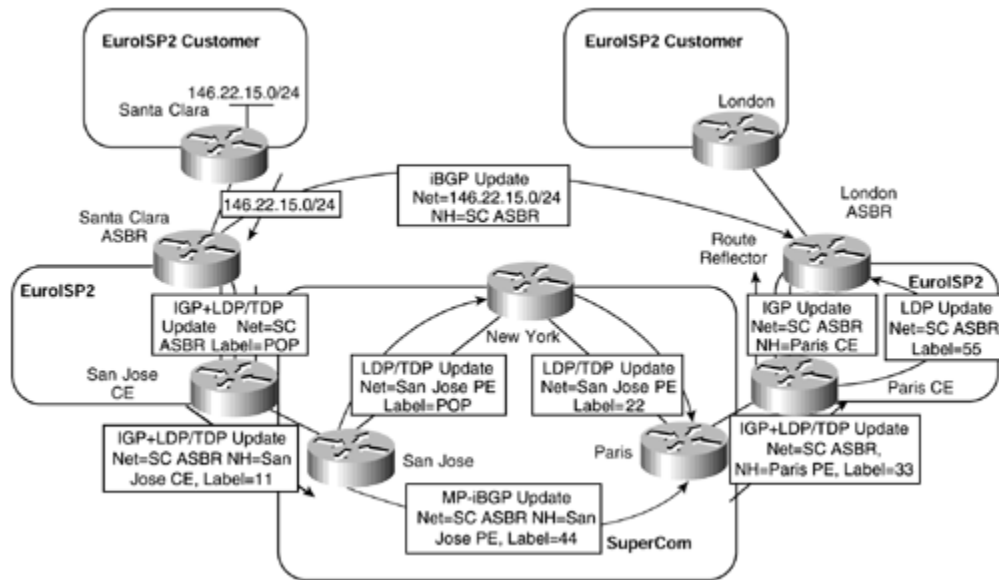 EuroISP2 Customer
146.22.15.0/24
Santa Clara
EuroISP2 Customer
London
146.22.15.0/24
iBGP Update
Net=146.22.15.0/24
NH=SC ASBR
Santa Clara
ASBR
London
ASBR
Route
Reflector
EuroISP2
IGP+LDP/TDP
Update Net=SC
ASBR Label=POP
New York
EuroISP2
IGP Update
Net=SC ASBR
NH=Paris CE
LDP Update
Net=SC ASBR
Label=55
San Jose
CE
LDP/TDP Update
Net=San Jose PE
Label=POP
LDP/TDP Update
Net=San Jose PE
Label=22
Paris CE
IGP+LDP/TDP Update
Net=SC ASBR NH=San
Jose CE, Label=11
San Jose
Paris
IGP+LDP/TDP Update
Net=SC ASBR,
NH=Paris PE, Label=33
MP-iBGP Update
Net=SC ASBR NH=San
Jose PE, Label=44
SuperCom